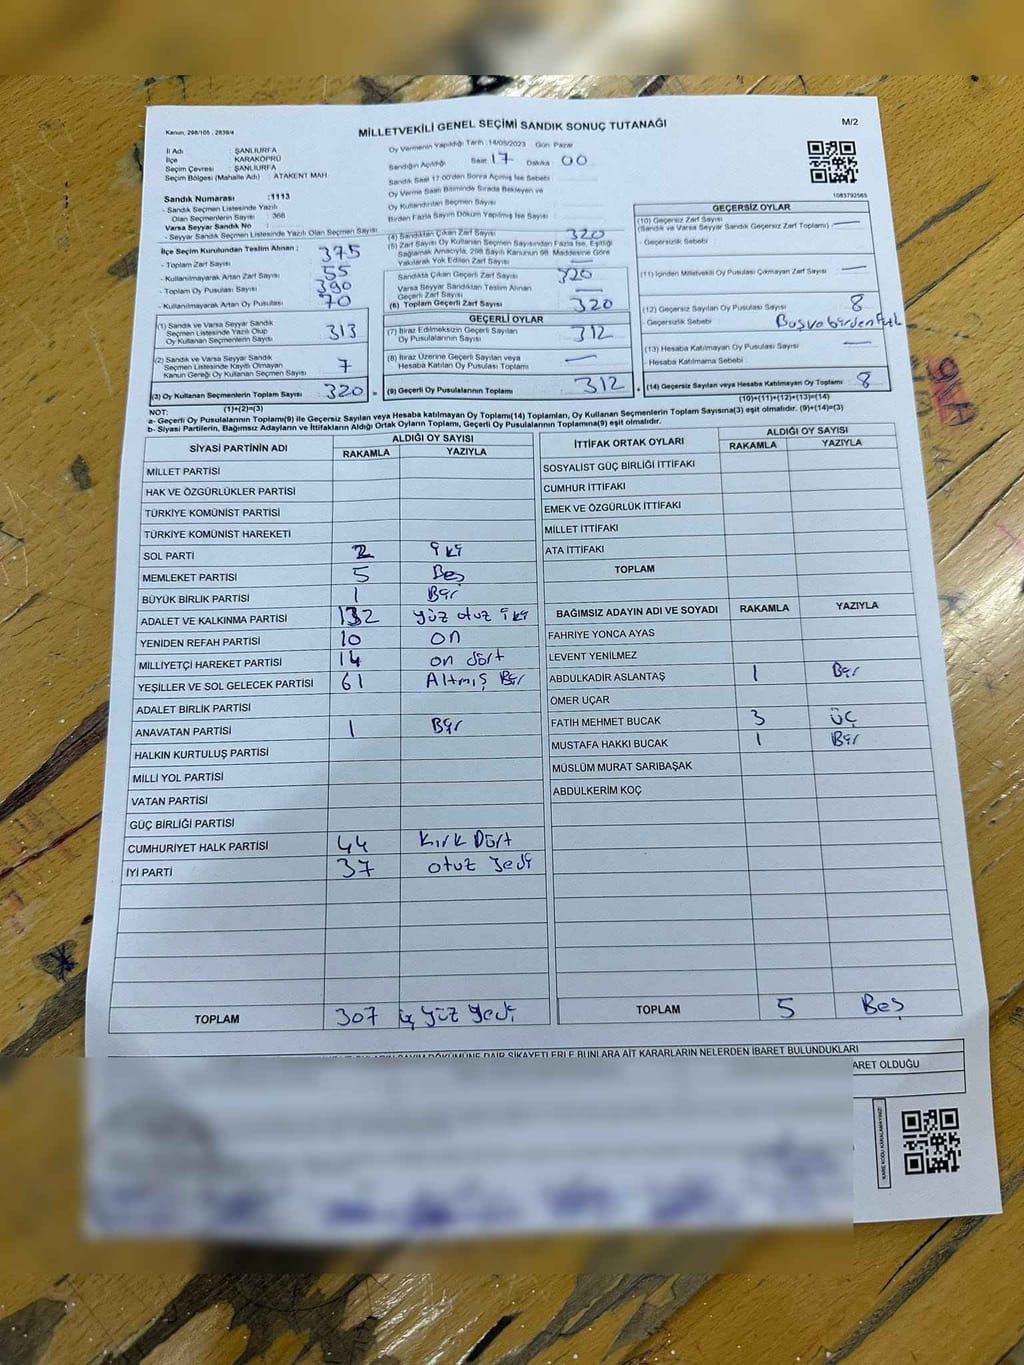 Kanun, 298/105 , 2839/4
MİLLETVEKİLİ GENEL SEÇİMİ SANDIK SONUÇ TUTANAĞI
M/2
İl Adı : ŞANLIURFA
İlçe : KARAKÖPRÜ
Seçim Çevresi : ŞANLIURFA
Seçim Bölgesi (Mahalle Adı) : ATAKENT MAH
Sandık Numarası :1113
- Sandık Seçmen Listesinde Yazılı
Olan Seçmenlerin Sayısı : 368
Varsa Seyyar Sandık No :
- Seyyar Sandık Seçmen Listesinde Yazılı Olan Seçmen Sayısı
İlçe Seçim Kurulundan Teslim Alınan :
- Toplam Zarf Sayısı 375
- Kullanılmayarak Artan Zarf Sayısı 55
- Toplam Oy Pusulası Sayısı 390
- Kullanılmayarak Artan Oy Pusulası 70
(1) Sandık ve Varsa Seyyar Sandık
Seçmen Listesinde Yazılı Olup
Oy Kullanan Seçmenlerin Sayısı 313
(2) Sandık ve Varsa Seyyar Sandık
Seçmen Listesinde Kayıtlı Olmayan
Kanun Gereği Oy Kullanan Seçmen Sayısı 7
(3) Oy Kullanan Seçmenlerin Toplam Sayısı 320 =
(1)+(2)=(3)
Oy Vermenin Yapıldığı Tarih :14/05/2023 Gün Pazar
Sandığın Açıldığı Saat 17 Dakika 00
Sandık Saat 17:00'den Sonra Açılmış İse Sebebi :
Oy Verme Saati Bitiminde Sırada Bekleyen ve
Oy Kullandırılan Seçmen Sayısı
Birden Fazla Sayım Döküm Yapılmış İse Sayısı
(4) Sandıktan Çıkan Zarf Sayısı 320
(5) Zarf Sayısı Oy Kullanan Seçmen Sayısından Fazla İse, Eşitliği
Sağlamak Amacıyla, 298 Sayılı Kanunun 98. Maddesine Göre
Yakılarak Yok Edilen Zarf Sayısı —
Sandıkta Çıkan Geçerli Zarf Sayısı 320
Varsa Seyyar Sandıktan Teslim Alınan
Geçerli Zarf Sayısı —
(6) Toplam Geçerli Zarf Sayısı 320
GEÇERLİ OYLAR
(7) İtiraz Edilmeksizin Geçerli Sayılan
Oy Pusulası Sayısı 312
(8) İtiraz Üzerine Geçerli Sayılan veya
Hesaba Katılan Oy Pusulası Toplamı —
(9) Geçerli Oy Pusulalarının Toplamı 312 +
1083792565
GEÇERSİZ OYLAR
(10) Geçersiz Zarf Sayısı —
(Sandık ve Varsa Seyyar Sandık Geçersiz Zarf Toplamı)
- Geçersizlik Sebebi :
(11) İçinden Milletvekili Oy Pusulası Çıkmayan Zarf Sayısı —
(12) Geçersiz Sayılan Oy Pusulası Sayısı 8
- Geçersizlik Sebebi : Boş ve birden
(13) Hesaba Katılmayan Oy Pusulası Sayısı —
- Hesaba Katılmama Sebebi :
(14) Geçersiz Sayılan veya Hesaba Katılmayan Oy Toplamı 8
(10)+(11)+(12)+(13)=(14)
NOT:
a- Geçerli Oy Pusulalarının Toplamı(9) ile Geçersiz Sayılan veya Hesaba katılmayan Oy Toplamı(14) Toplamları, Oy Kullanan Seçmenlerin Toplam Sayısına(3) eşit olmalıdır. (9)+(14)=(3)
b- Siyasi Partilerin, Bağımsız Adayların ve İttifakların Aldığı Ortak Oyların Toplamı, Geçerli Oy Pusulalarının Toplamına(9) eşit olmalıdır.
SİYASİ PARTİNİN ADI ALDIĞI OY SAYISI
RAKAMLA YAZIYLA
MİLLET PARTİSİ
HAK VE ÖZGÜRLÜKLER PARTİSİ
TÜRKİYE KOMÜNİST PARTİSİ
TÜRKİYE KOMÜNİST HAREKETİ
SOL PARTİ 2 iki
MEMLEKET PARTİSİ 5 Beş
BÜYÜK BİRLİK PARTİSİ 1 Bir
ADALET VE KALKINMA PARTİSİ 132 yüz otuz iki
YENİDEN REFAH PARTİSİ 10 on
MİLLİYETÇİ HAREKET PARTİSİ 14 on dört
YEŞİLLER VE SOL GELECEK PARTİSİ 61 Altmış Bir
ADALET BİRLİK PARTİSİ
ANAVATAN PARTİSİ 1 Bir
HALKIN KURTULUŞ PARTİSİ
MİLLİ YOL PARTİSİ
VATAN PARTİSİ
GÜÇ BİRLİĞİ PARTİSİ
CUMHURİYET HALK PARTİSİ 44 Kırk Dört
İYİ PARTİ 37 otuz yedi
TOPLAM 307 üç yüz yedi
İTTİFAK ORTAK OYLARI ALDIĞI OY SAYISI
RAKAMLA YAZIYLA
SOSYALİST GÜÇ BİRLİĞİ İTTİFAKI
CUMHUR İTTİFAKI
EMEK VE ÖZGÜRLÜK İTTİFAKI
MİLLET İTTİFAKI
ATA İTTİFAKI
TOPLAM
BAĞIMSIZ ADAYIN ADI VE SOYADI RAKAMLA YAZIYLA
FAHRİYE YONCA AYAS
LEVENT YENİLMEZ
ABDULKADİR ASLANTAŞ 1 Bir
ÖMER UÇAR
FATİH MEHMET BUCAK 3 üç
MUSTAFA HAKKI BUCAK 1 Bir
MÜSLÜM MURAT SARIBAŞAK
ABDULKERİM KOÇ
TOPLAM 5 Beş
DÖKÜMÜNE DAİR ŞİKAYETLERLE BUNLARA AİT KARARLARIN NELERDEN İBARET BULUNDUKLARI
ARET OLDUĞU
KARE KODU KARALAMAYINIZ!